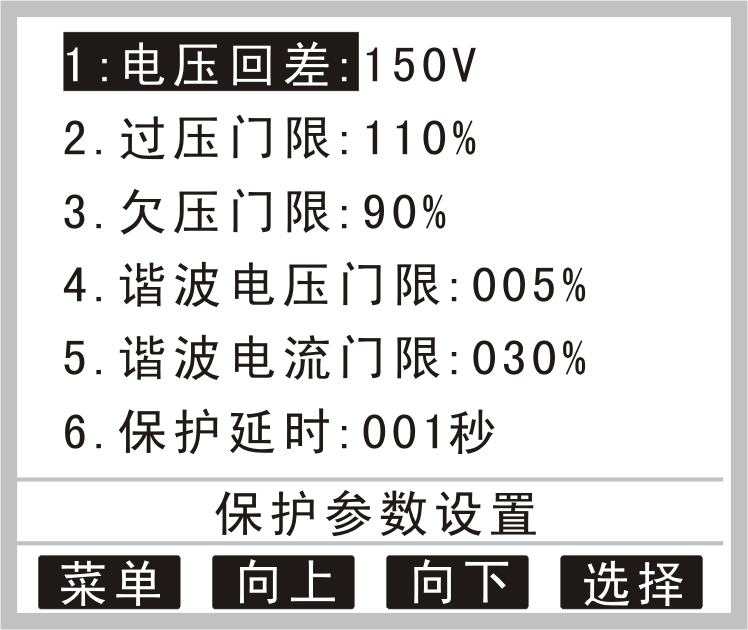 1:电压回差:150V
2.过压门限:110%
3.欠压门限:90%
4.谐波电压门限:005%
5.谐波电流门限:030%
6.保护延时:001秒
保护参数设置
菜单 向上 向下 选择